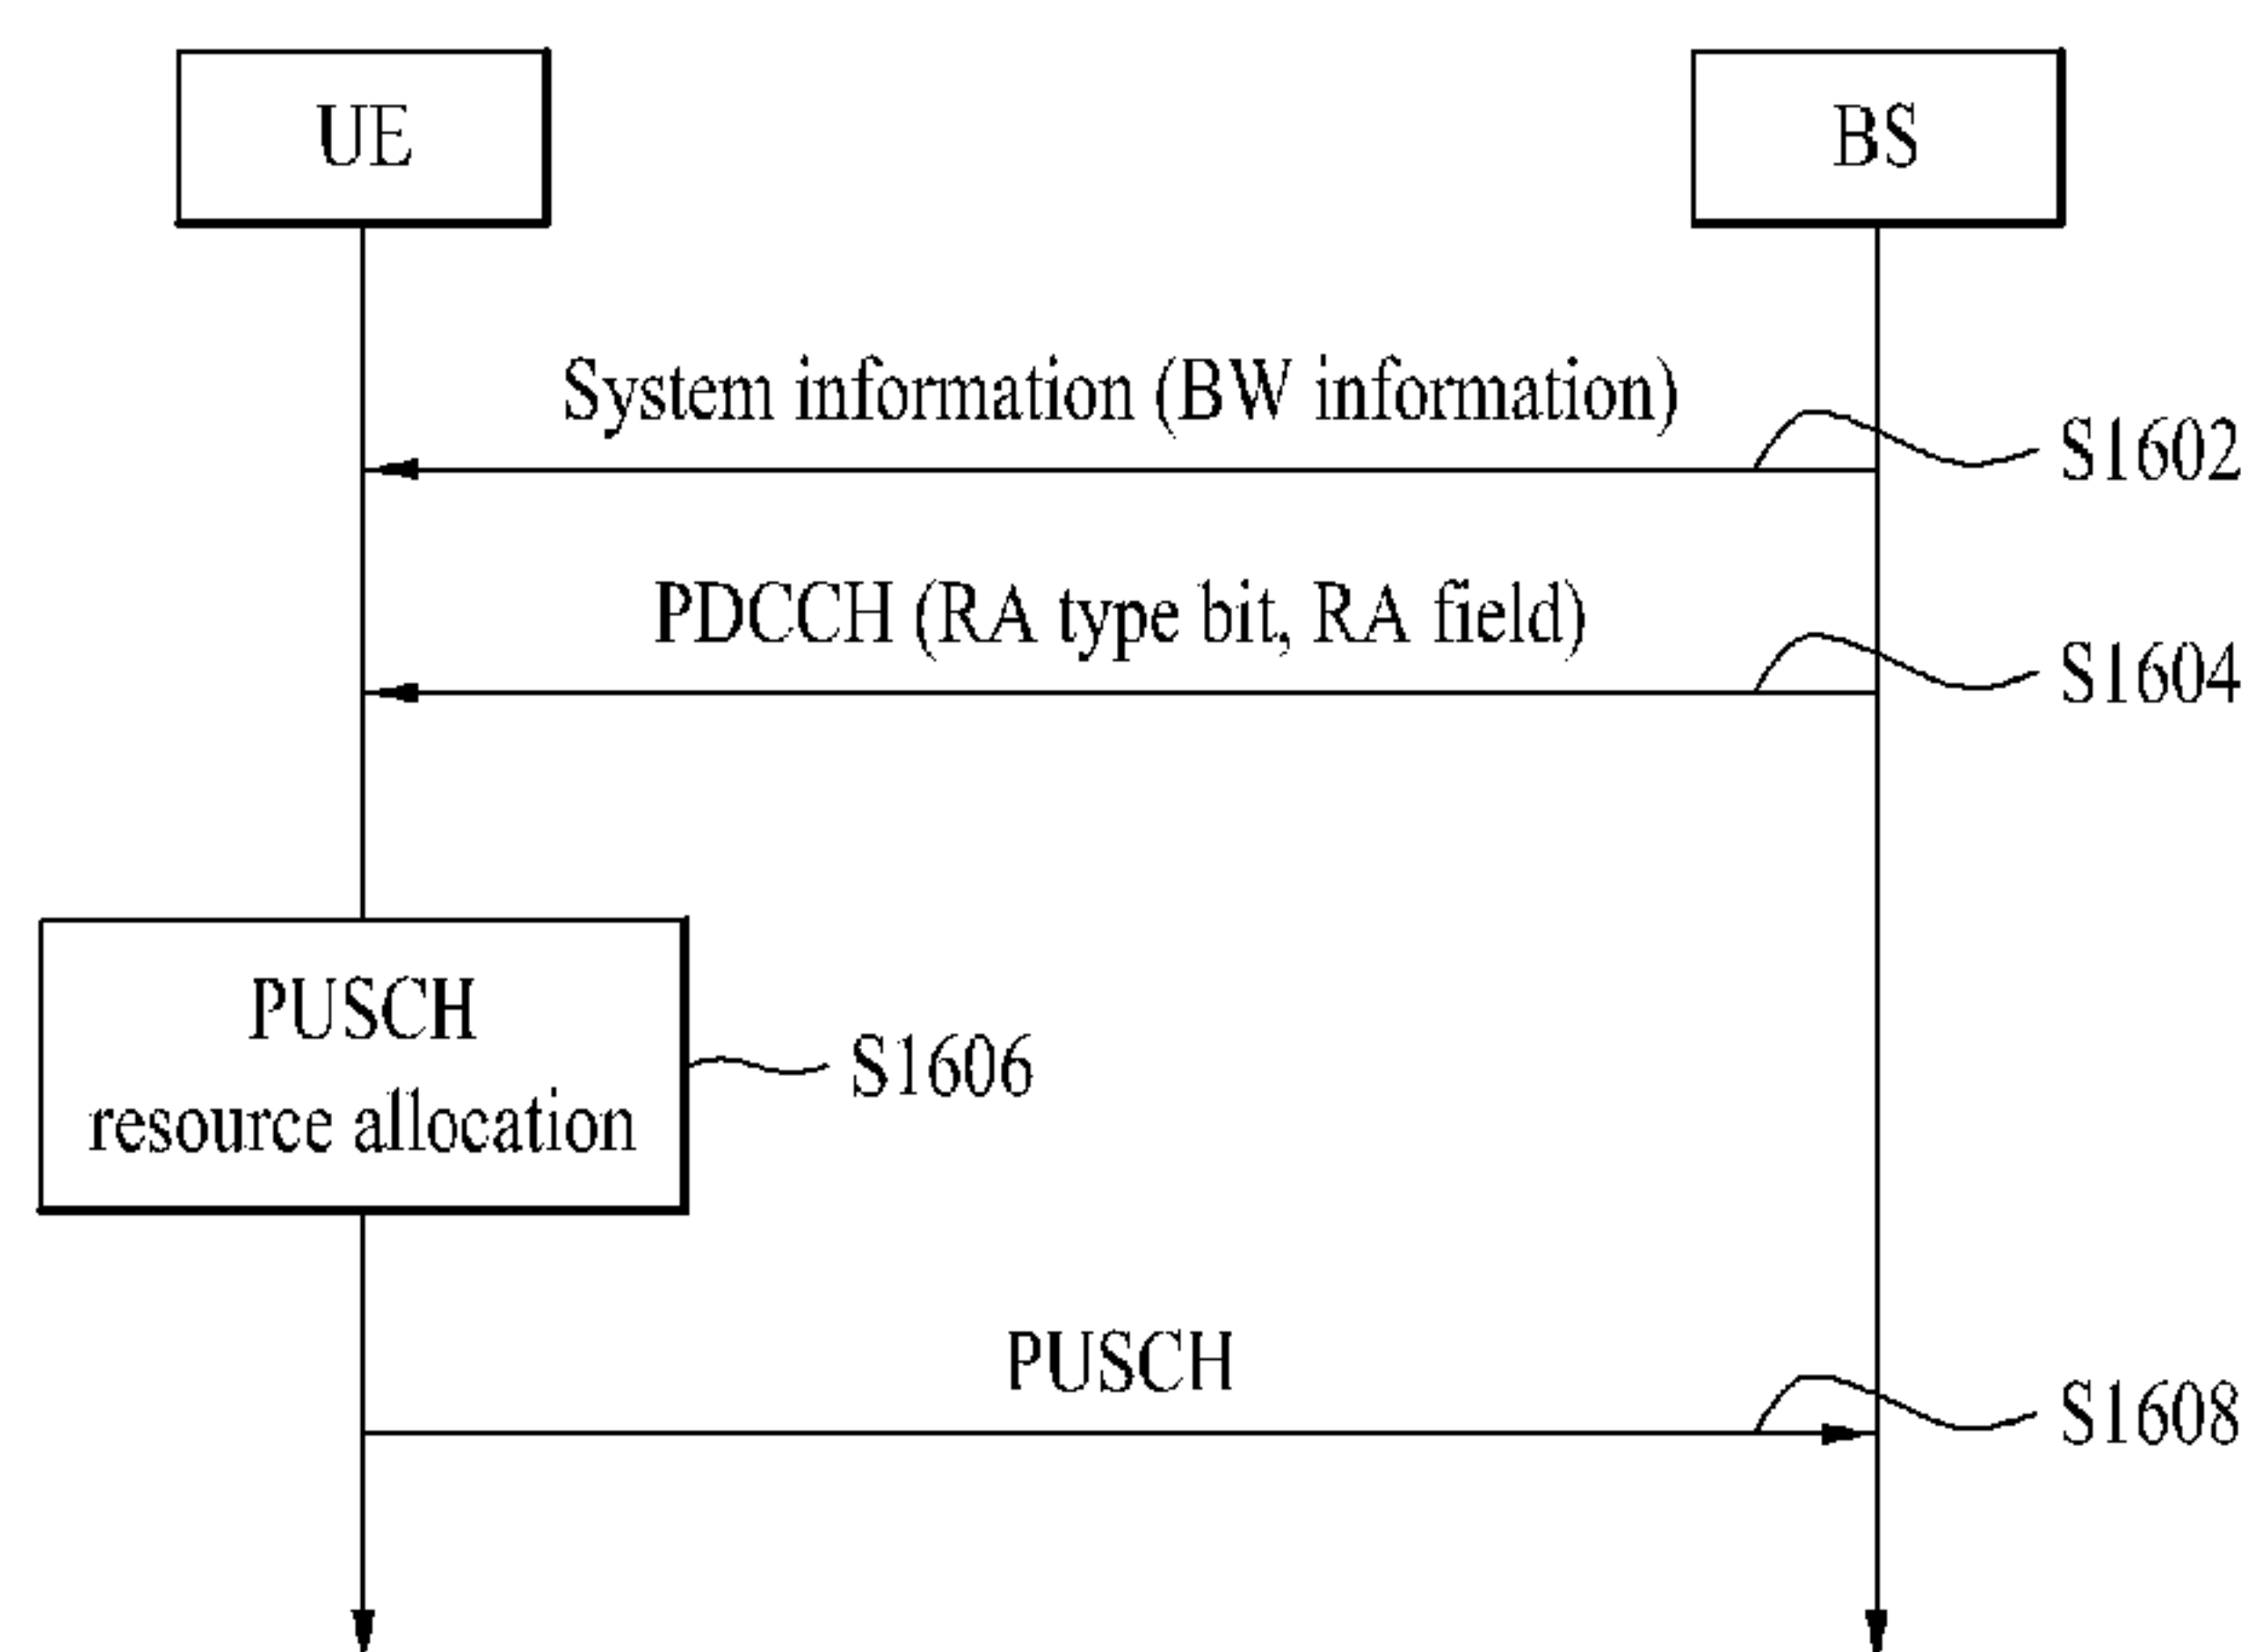 UE
BS
System information (BW information)
S1602
PDCCH (RA type bit, RA field)
S1604
PUSCH
resource allocation
S1606
PUSCH
S1608